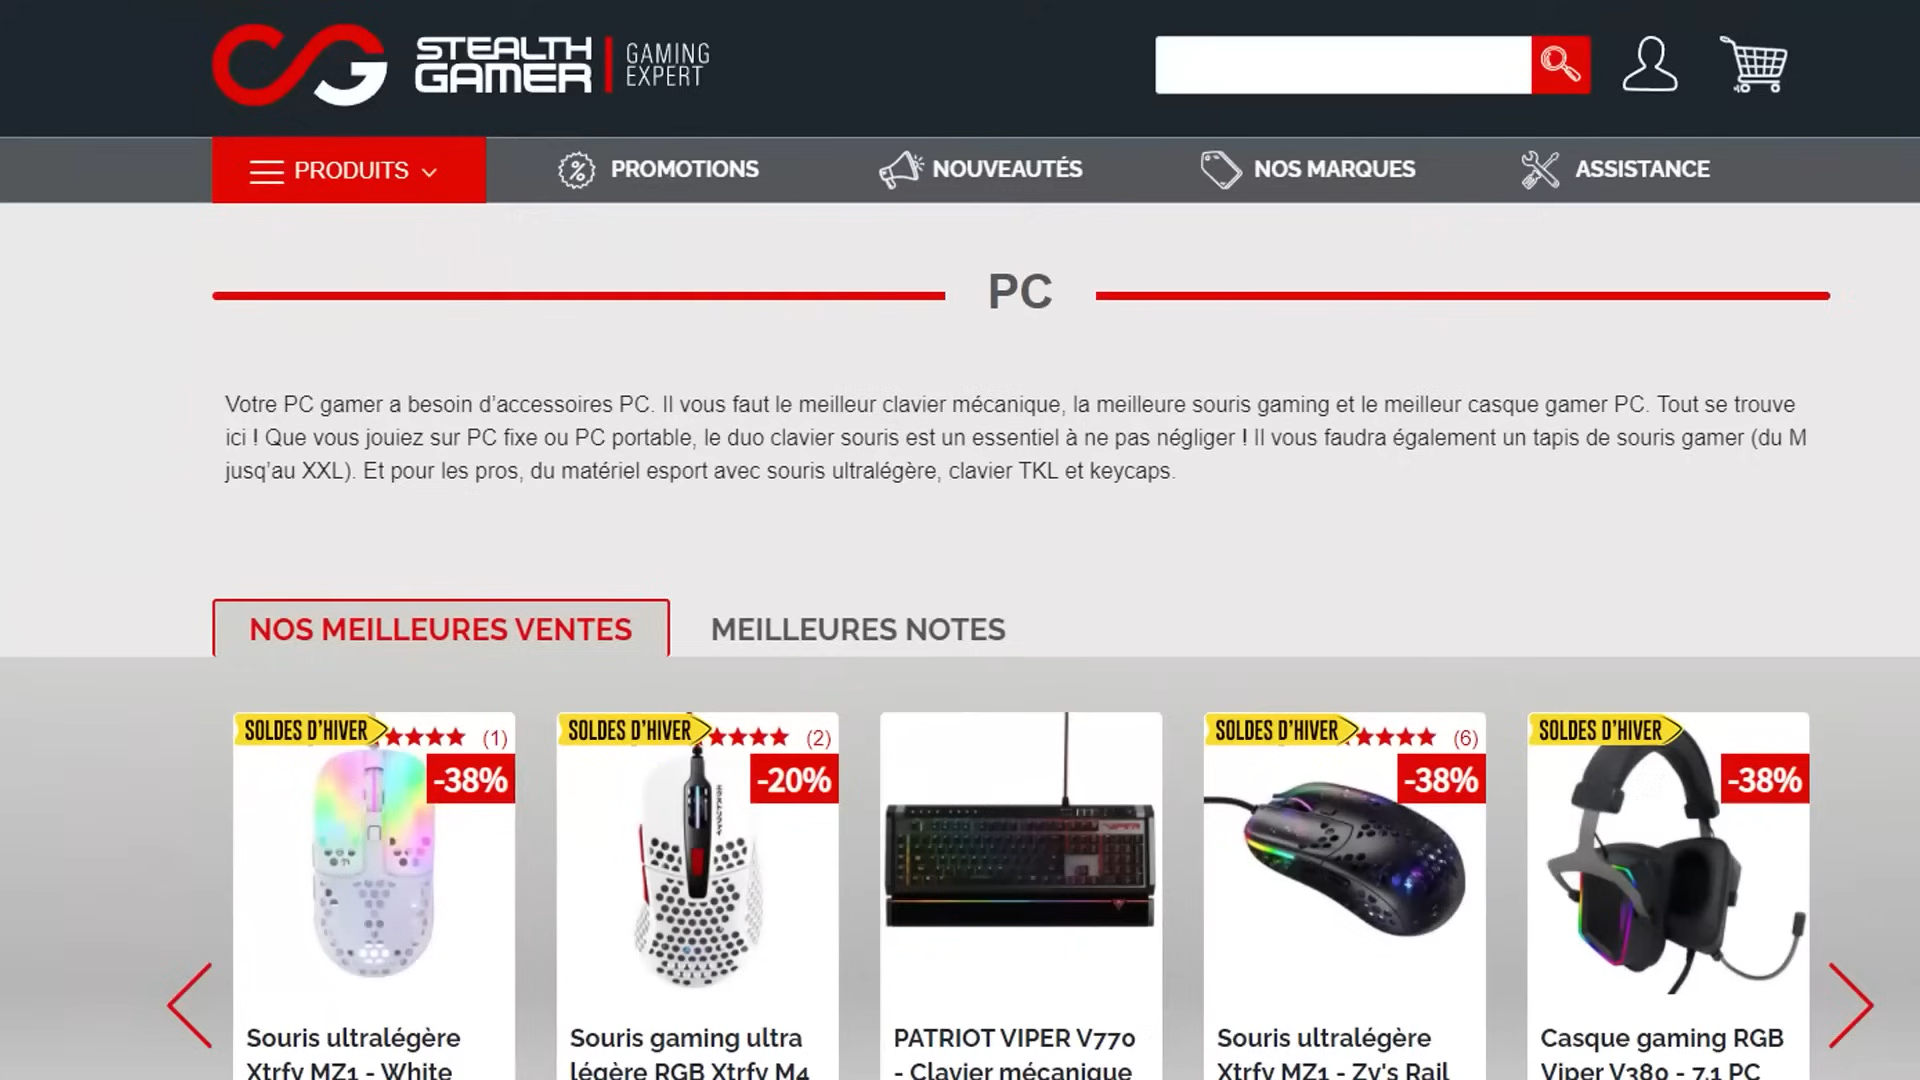 STEALTH
GAMER
GAMING
EXPERT
PRODUITS
PROMOTIONS
NOUVEAUTÉS
NOS MARQUES
ASSISTANCE
PC
Votre PC gamer a besoin d’accessoires PC. Il vous faut le meilleur clavier mécanique, la meilleure souris gaming et le meilleur casque gamer PC. Tout se trouve
ici ! Que vous jouiez sur PC fixe ou PC portable, le duo clavier souris est un essentiel à ne pas négliger ! Il vous faudra également un tapis de souris gamer (du M
jusq’au XXL). Et pour les pros, du matériel esport avec souris ultralégère, clavier TKL et keycaps.
NOS MEILLEURES VENTES
MEILLEURES NOTES
SOLDES D'HIVER
(1)
-38%
Souris ultralégère
Xtrfy MZ1 - White
SOLDES D'HIVER
(2)
-20%
Souris gaming ultra
légère RGB Xtrfy M4
VIPER
PATRIOT VIPER V770
- Clavier mécanique
SOLDES D'HIVER
(6)
-38%
Souris ultralégère
Xtrfy MZ1 - Zy's Rail
SOLDES D'HIVER
-38%
Casque gaming RGB
Viper V380 - 7.1 PC